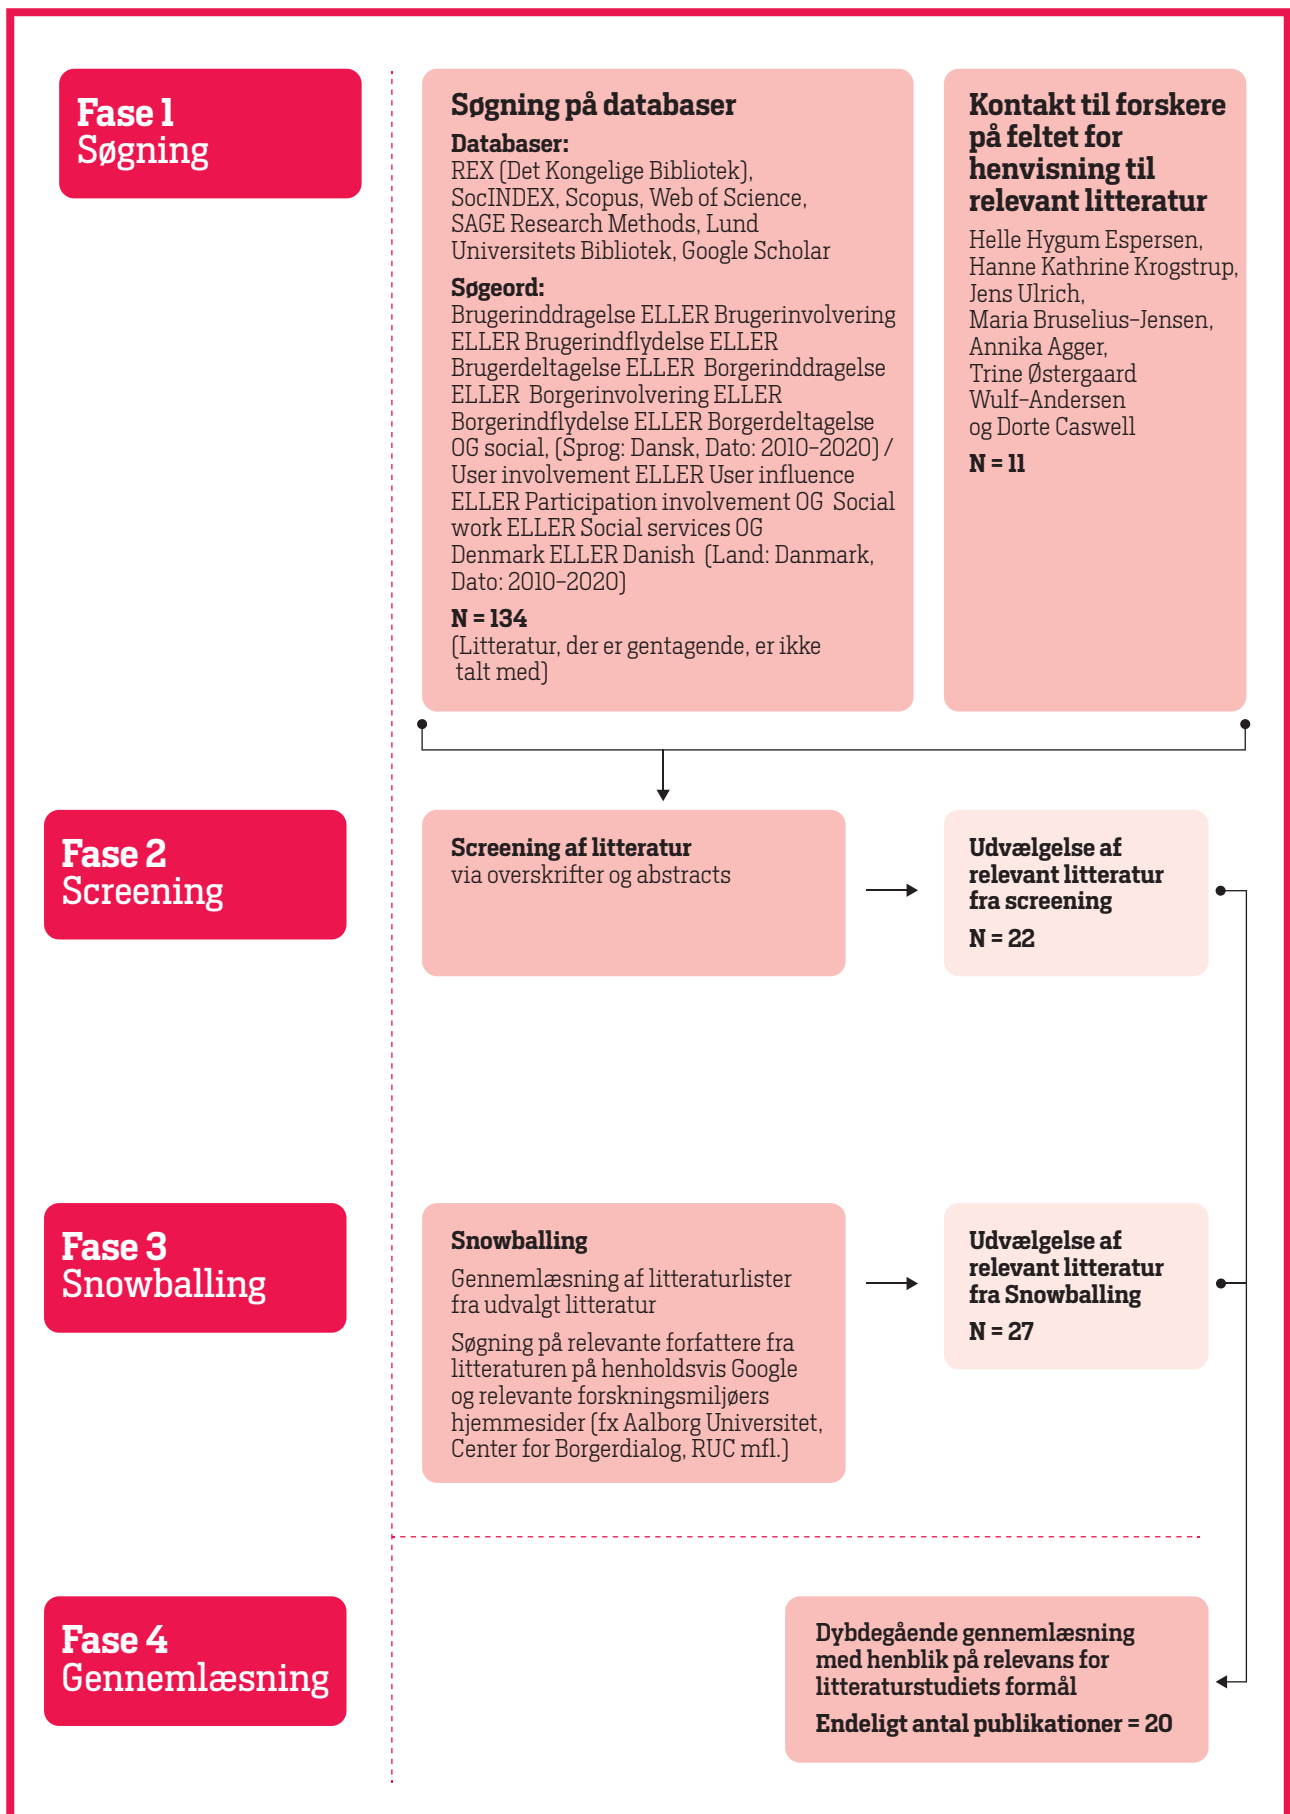 Fase 1
Søgning
Søgning på databaser
Databaser:
REX (Det Kongelige Bibliotek),
SocINDEX, Scopus, Web of Science,
SAGE Research Methods, Lund
Universitets Bibliotek, Google Scholar
Søgeord:
Brugerinddragelse ELLER Brugerinvolvering
ELLER Brugerindflydelse ELLER
Brugerdeltagelse ELLER Borgerinddragelse
ELLER Borgerinvolvering ELLER
Borgerindflydelse ELLER Borgerdeltagelse
OG social, (Sprog: Dansk, Dato: 2010-2020) /
User involvement ELLER User influence
ELLER Participation involvement OG Social
work ELLER Social services OG
Denmark ELLER Danish (Land: Danmark,
Dato: 2010-2020)
N = 134
(Litteratur, der er gentagende, er ikke
talt med)
Kontakt til forskere
på feltet for
henvisning til
relevant litteratur
Helle Hygum Espersen,
Hanne Kathrine Krogstrup,
Jens Ulrich,
Maria Bruselius-Jensen,
Annika Agger,
Trine Østergaard
Wulf-Andersen
og Dorte Caswell
N = 11
Fase 2
Screening
Screening af litteratur
via overskrifter og abstracts
Udvælgelse af
relevant litteratur
fra screening
N = 22
Fase 3
Snowballing
Snowballing
Gennemlæsning af litteraturlister
fra udvalgt litteratur
Søgning på relevante forfattere fra
litteraturen på henholdsvis Google
og relevante forskningsmiljøers
hjemmesider (fx Aalborg Universitet,
Center for Borgerdialog, RUC mfl.)
Udvælgelse af
relevant litteratur
fra Snowballing
N = 27
Fase 4
Gennemlæsning
Dybdegående gennemlæsning
med henblik på relevans for
litteraturstudiets formål
Endeligt antal publikationer = 20